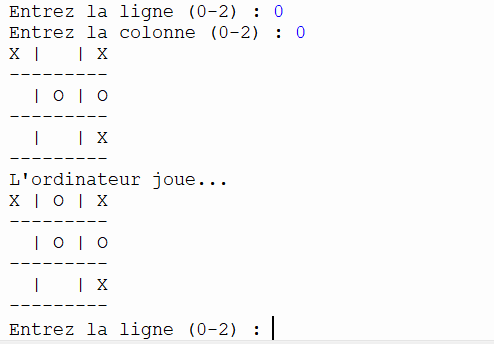 Entrez la ligne (0-2) : 0
Entrez la colonne (0-2) : 0
X |   | X
---------
  | O | O
---------
  |   | X
---------
L'ordinateur joue...
X | O | X
---------
  | O | O
---------
  |   | X
---------
Entrez la ligne (0-2) :